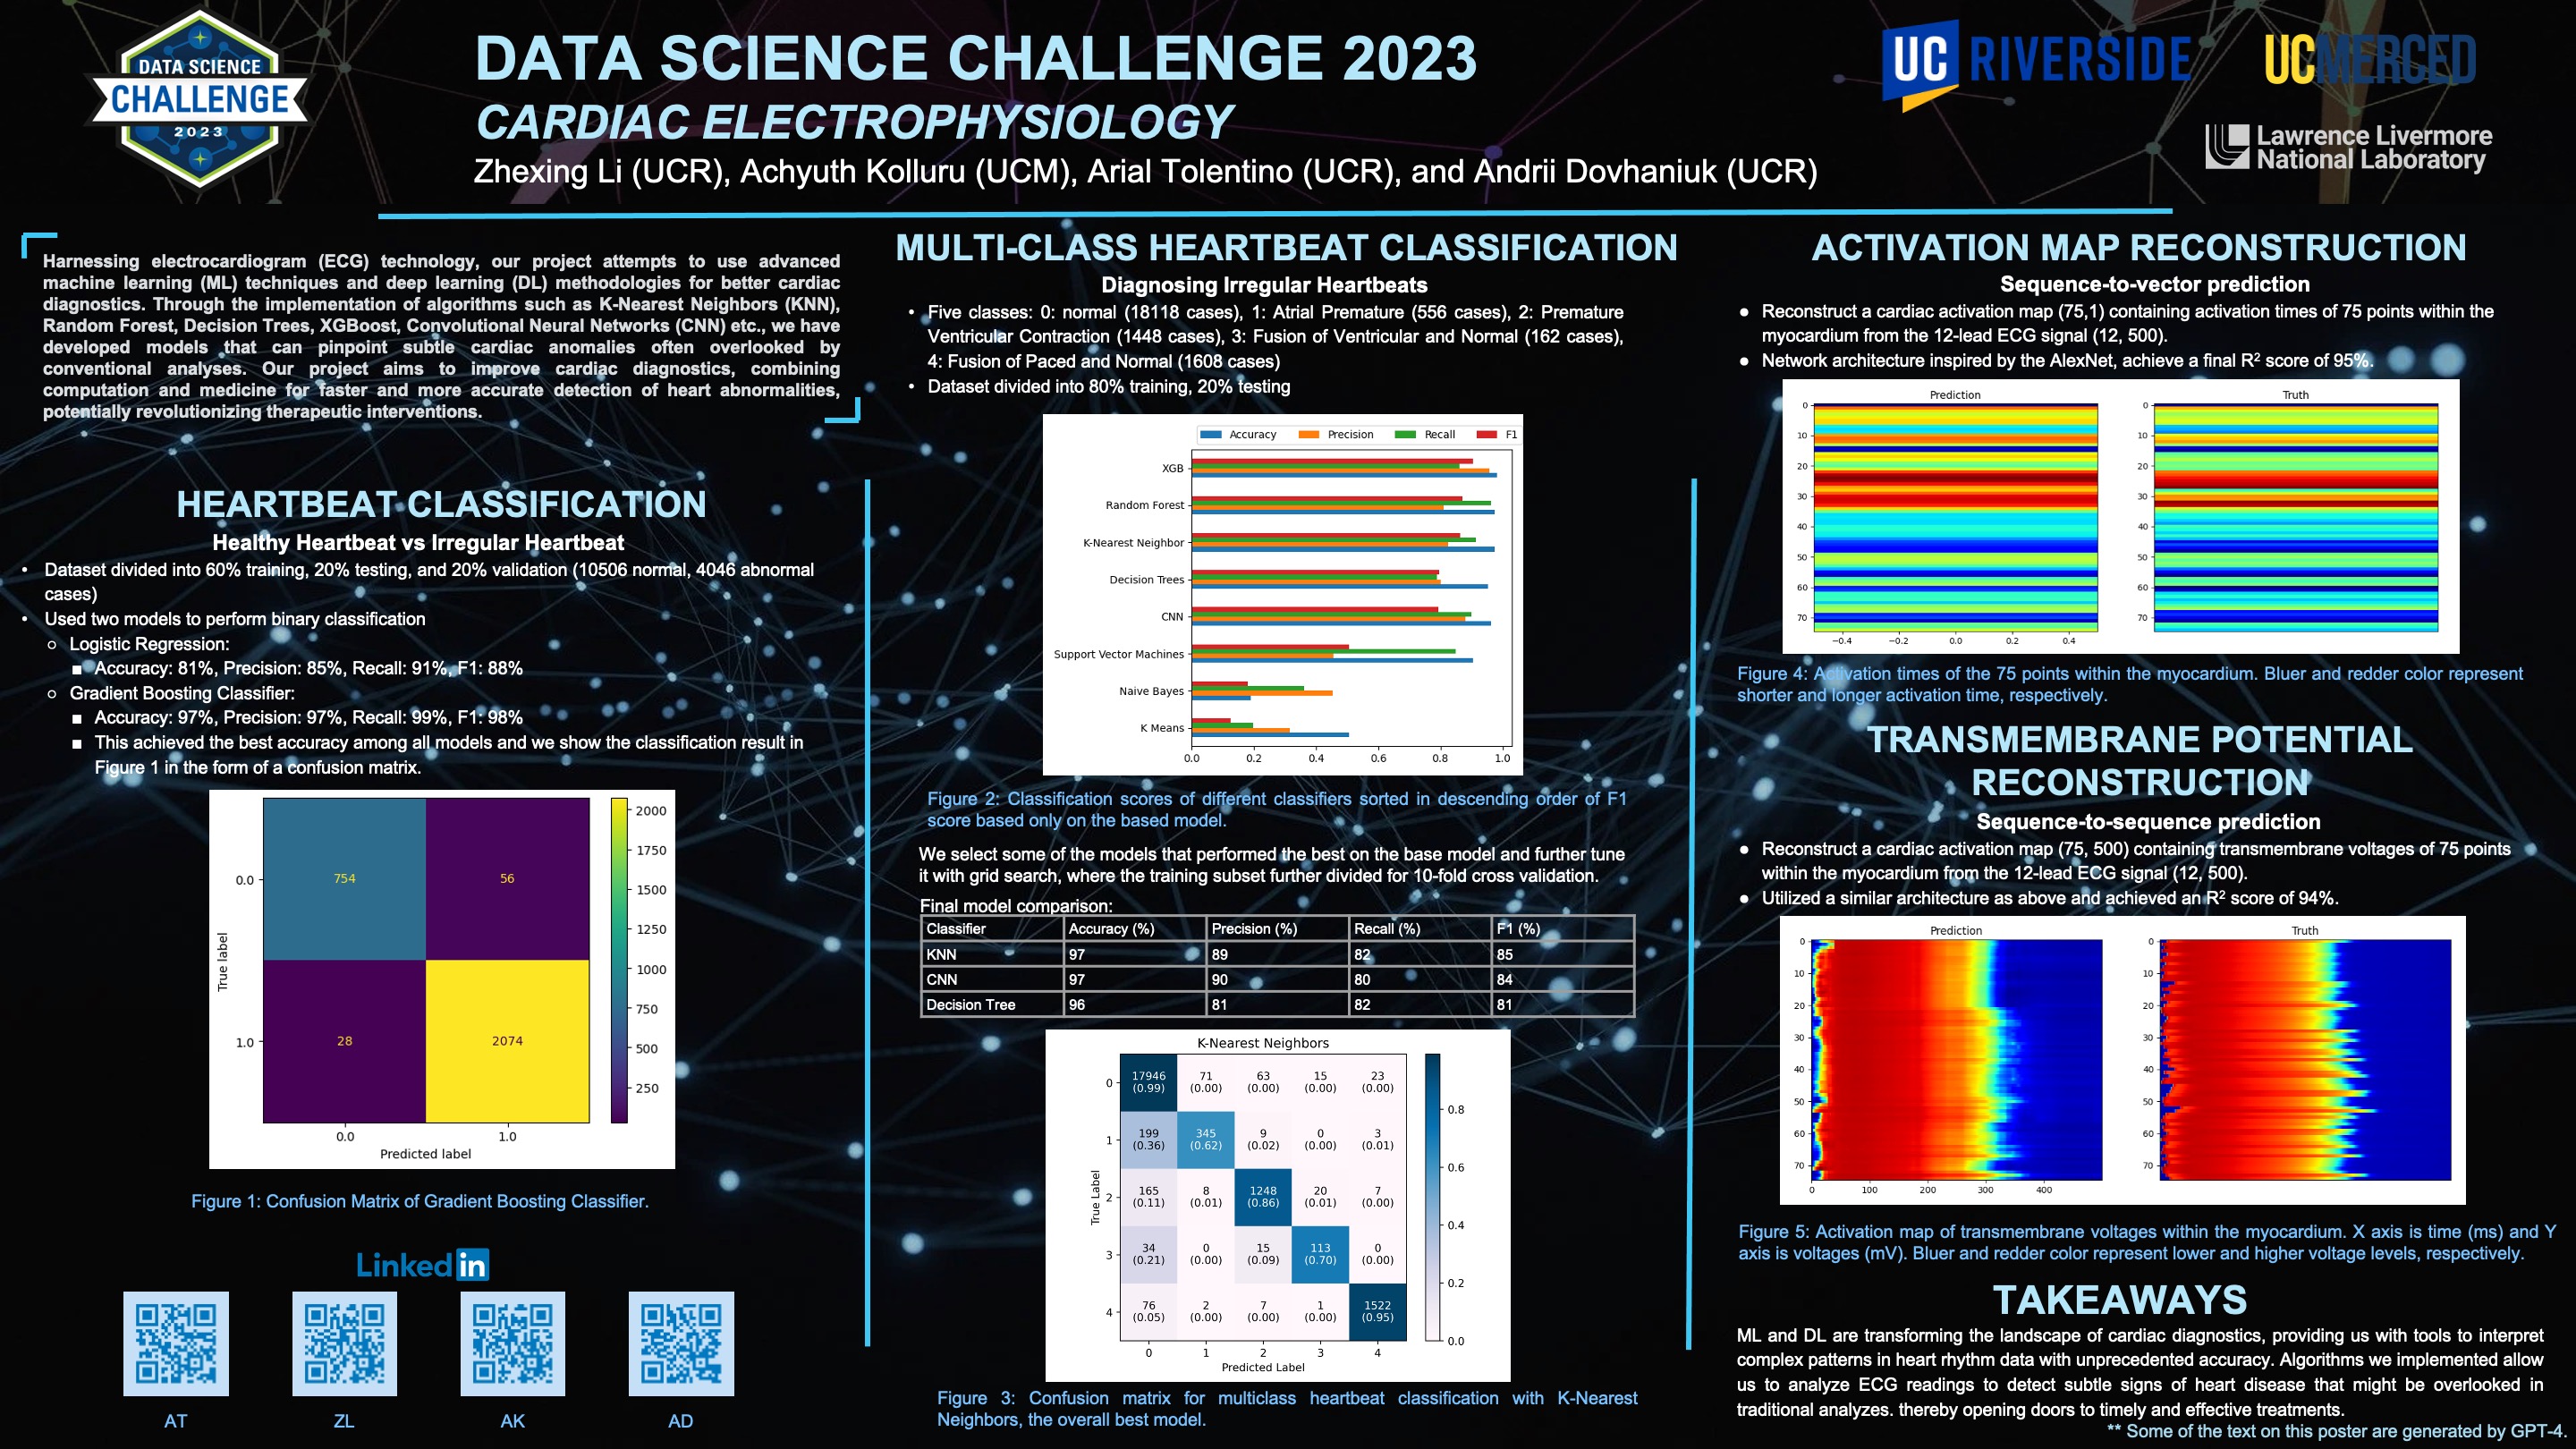 DATA SCIENCE
CHALLENGE
2023
DATA SCIENCE CHALLENGE 2023
CARDIAC ELECTROPHYSIOLOGY
Zhexing Li (UCR), Achyuth Kolluru (UCM), Arial Tolentino (UCR), and Andrii Dovhaniuk (UCR)
UC RIVERSIDE
UCMERCED
Lawrence Livermore
National Laboratory
Harnessing electrocardiogram (ECG) technology, our project attempts to use advanced
machine learning (ML) techniques and deep learning (DL) methodologies for better cardiac
diagnostics. Through the implementation of algorithms such as K-Nearest Neighbors (KNN),
Random Forest, Decision Trees, XGBoost, Convolutional Neural Networks (CNN) etc., we have
developed models that can pinpoint subtle cardiac anomalies often overlooked by
conventional analyses. Our project aims to improve cardiac diagnostics, combining
computation and medicine for faster and more accurate detection of heart abnormalities,
potentially revolutionizing therapeutic interventions.
HEARTBEAT CLASSIFICATION
Healthy Heartbeat vs Irregular Heartbeat
• Dataset divided into 60% training, 20% testing, and 20% validation (10506 normal, 4046 abnormal
cases)
• Used two models to perform binary classification
○ Logistic Regression:
■ Accuracy: 81%, Precision: 85%, Recall: 91%, F1: 88%
○ Gradient Boosting Classifier:
■ Accuracy: 97%, Precision: 97%, Recall: 99%, F1: 98%
■ This achieved the best accuracy among all models and we show the classification result in
Figure 1 in the form of a confusion matrix.
0.0 754 56
1.0 28 2074
0.0 1.0
True label
Predicted label
2000
1750
1500
1250
1000
750
500
250
Figure 1: Confusion Matrix of Gradient Boosting Classifier.
Linked in
AT ZL AK AD
MULTI-CLASS HEARTBEAT CLASSIFICATION
Diagnosing Irregular Heartbeats
• Five classes: 0: normal (18118 cases), 1: Atrial Premature (556 cases), 2: Premature
Ventricular Contraction (1448 cases), 3: Fusion of Ventricular and Normal (162 cases),
4: Fusion of Paced and Normal (1608 cases)
• Dataset divided into 80% training, 20% testing
Accuracy Precision Recall F1
XGB
Random Forest
K-Nearest Neighbor
Decision Trees
CNN
Support Vector Machines
Naive Bayes
K Means
0.0 0.2 0.4 0.6 0.8 1.0
Figure 2: Classification scores of different classifiers sorted in descending order of F1
score based only on the based model.
We select some of the models that performed the best on the base model and further tune
it with grid search, where the training subset further divided for 10-fold cross validation.
Final model comparison:
Classifier Accuracy (%) Precision (%) Recall (%) F1 (%)
KNN 97 89 82 85
CNN 97 90 80 84
Decision Tree 96 81 82 81
K-Nearest Neighbors
0 17946 71 63 15 23
(0.99) (0.00) (0.00) (0.00) (0.00)
1 199 345 9 0 3
(0.36) (0.62) (0.02) (0.00) (0.01)
2 165 8 1248 20 7
(0.11) (0.01) (0.86) (0.01) (0.00)
3 34 0 15 113 0
(0.21) (0.00) (0.09) (0.70) (0.00)
4 76 2 7 1 1522
(0.05) (0.00) (0.00) (0.00) (0.95)
0 1 2 3 4
True Label
Predicted Label
0.8
0.6
0.4
0.2
0.0
Figure 3: Confusion matrix for multiclass heartbeat classification with K-Nearest
Neighbors, the overall best model.
ACTIVATION MAP RECONSTRUCTION
Sequence-to-vector prediction
● Reconstruct a cardiac activation map (75,1) containing activation times of 75 points within the
myocardium from the 12-lead ECG signal (12, 500).
● Network architecture inspired by the AlexNet, achieve a final R² score of 95%.
Prediction
0
10
20
30
40
50
60
70
−0.4 −0.2 0.0 0.2 0.4
Truth
0
10
20
30
40
50
60
70
Figure 4: Activation times of the 75 points within the myocardium. Bluer and redder color represent
shorter and longer activation time, respectively.
TRANSMEMBRANE POTENTIAL
RECONSTRUCTION
Sequence-to-sequence prediction
● Reconstruct a cardiac activation map (75, 500) containing transmembrane voltages of 75 points
within the myocardium from the 12-lead ECG signal (12, 500).
● Utilized a similar architecture as above and achieved an R² score of 94%.
Prediction
0
10
20
30
40
50
60
70
0 100 200 300 400
Truth
0
10
20
30
40
50
60
70
Figure 5: Activation map of transmembrane voltages within the myocardium. X axis is time (ms) and Y
axis is voltages (mV). Bluer and redder color represent lower and higher voltage levels, respectively.
TAKEAWAYS
ML and DL are transforming the landscape of cardiac diagnostics, providing us with tools to interpret
complex patterns in heart rhythm data with unprecedented accuracy. Algorithms we implemented allow
us to analyze ECG readings to detect subtle signs of heart disease that might be overlooked in
traditional analyzes. thereby opening doors to timely and effective treatments.
** Some of the text on this poster are generated by GPT-4.